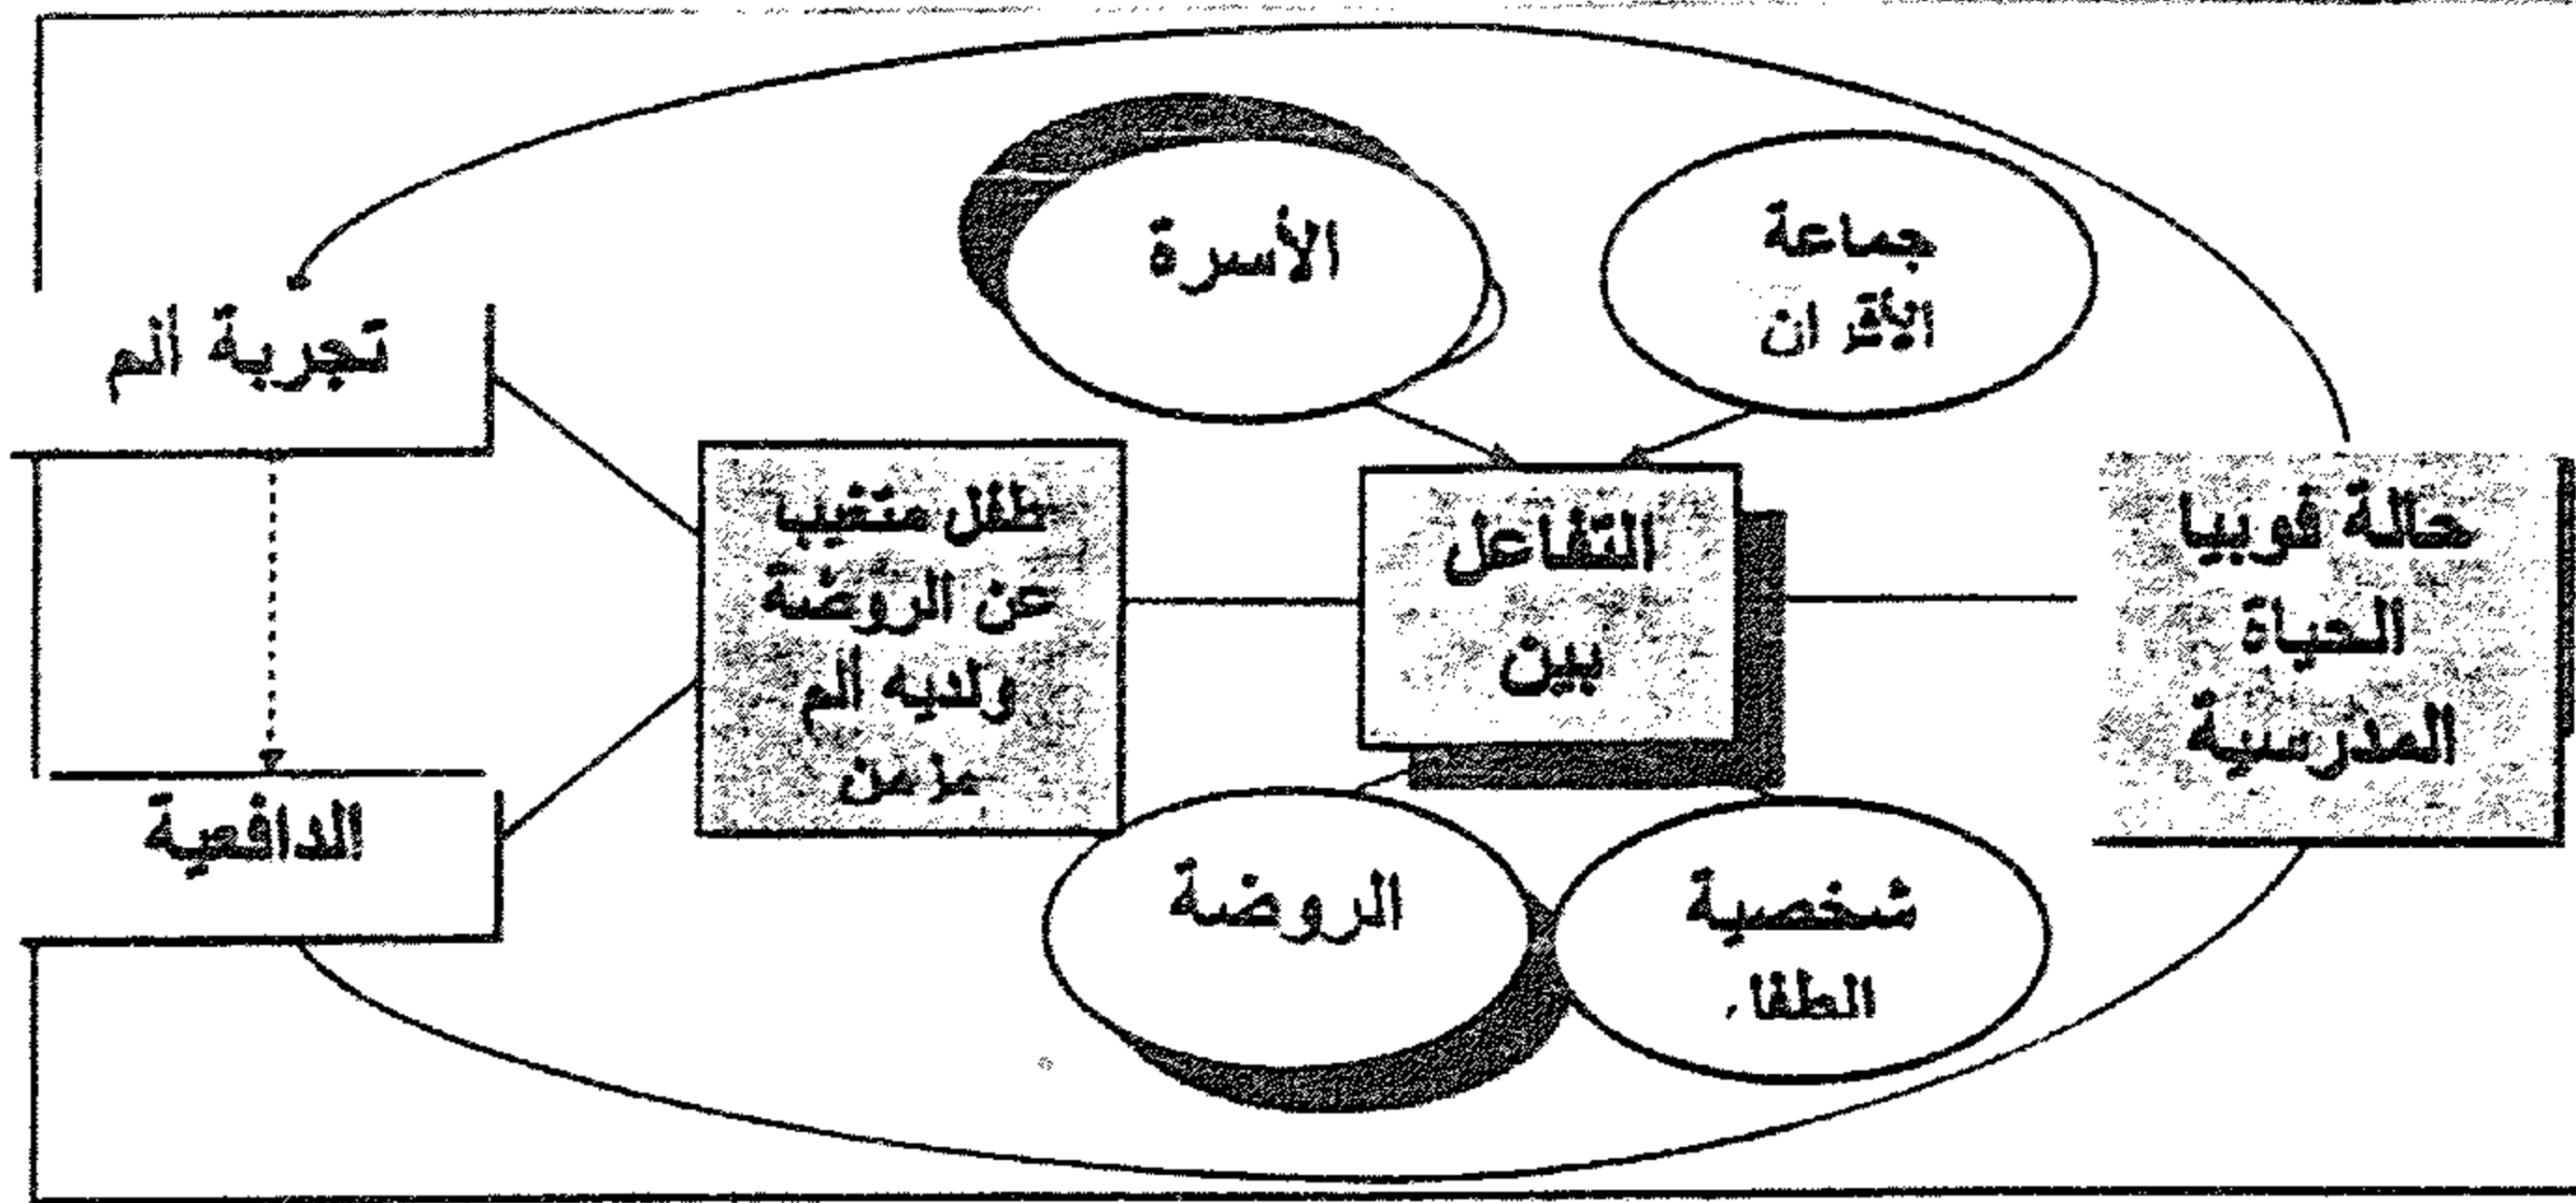 جماعة
الأقران
الأسرة
تجربة ألم
حالة فوبيا
الحياة
المدرسية
التفاعل
بين
طفل متغيب
عن الروضة
ولديه ألم
مزمن
الدافعية
شخصية
الروضة